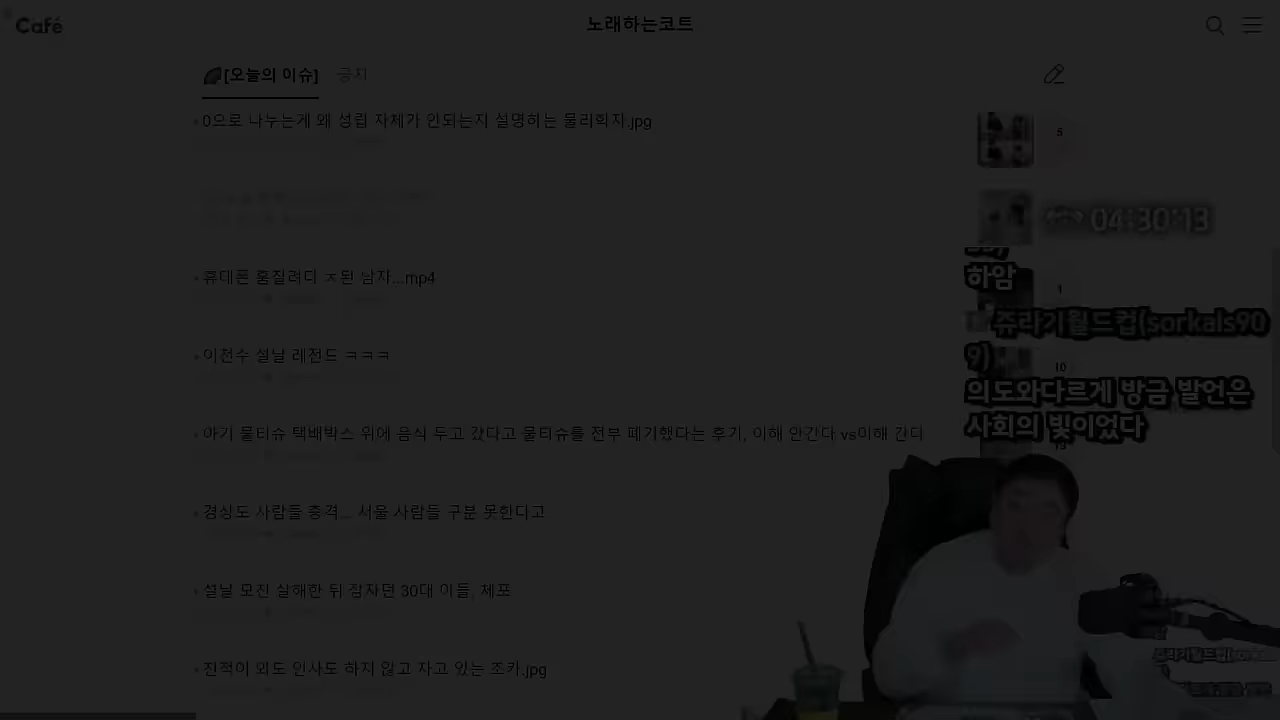 Café
노래하는코트
[오늘의 이슈] 공지
0으로 나누는게 왜 성립 자체가 안되는지 설명하는 물리학자.jpg
5
04:30:13
휴대폰 훔칠려다 ㅈ된 남자...mp4
하암
1
쥬라기월드컵(sorkals90
9)
이천수 설날 레전드 ㅋㅋㅋ
10
의도와다르게 방금 발언은
사회의 빛이었다
아기 물티슈 택배박스 위에 음식 두고 갔다고 물티슈를 전부 폐기했다는 후기, 이해 안간다 vs이해 간다
경상도 사람들 충격... 서울 사람들 구분 못한다고
설날 모친 살해한 뒤 잠자던 30대 아들, 체포
친척이 와도 인사도 하지 않고 자고 있는 조카.jpg